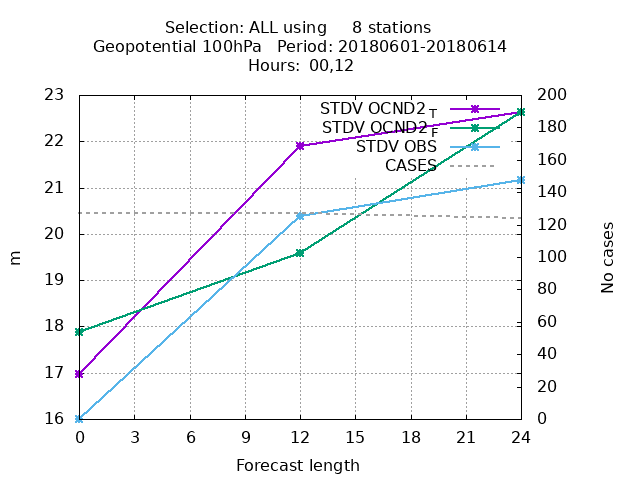 Selection: ALL using     8 stations
Geopotential 100hPa   Period: 20180601-20180614
Hours:  00,12
23
22
21
20
19
18
17
16
200
180
160
140
120
100
80
60
40
20
0
STDV OCND2 T
STDV OCND2 F
STDV OBS
CASES
m
No cases
0 3 6 9 12 15 18 21 24
Forecast length